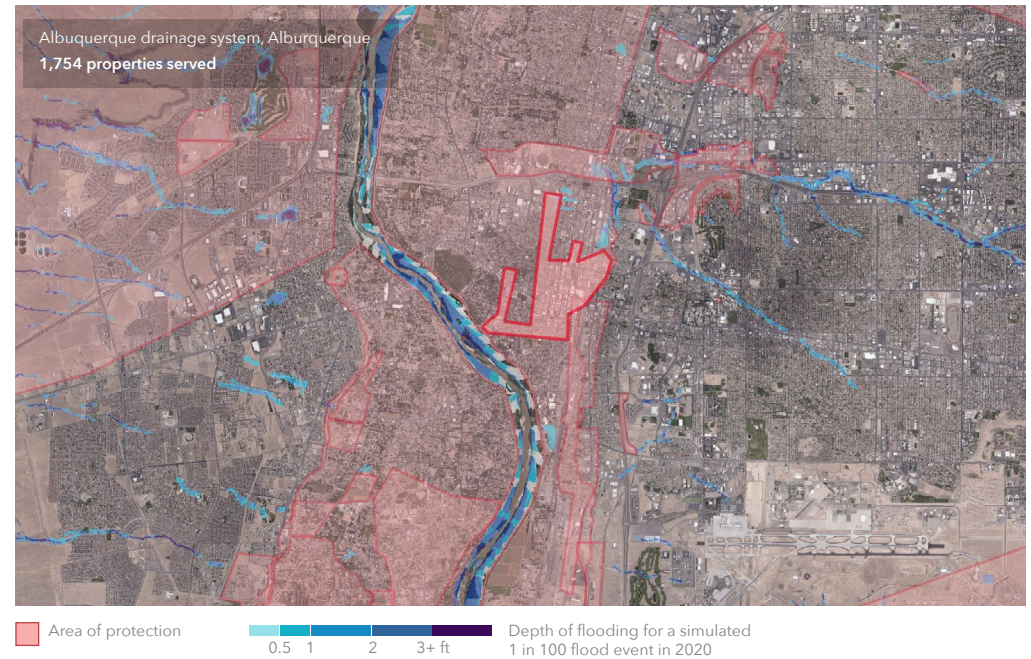 Albuquerque drainage system, Alburquerque
1,754 properties served
Area of protection
0.5 1 2 3+ ft
Depth of flooding for a simulated
1 in 100 flood event in 2020